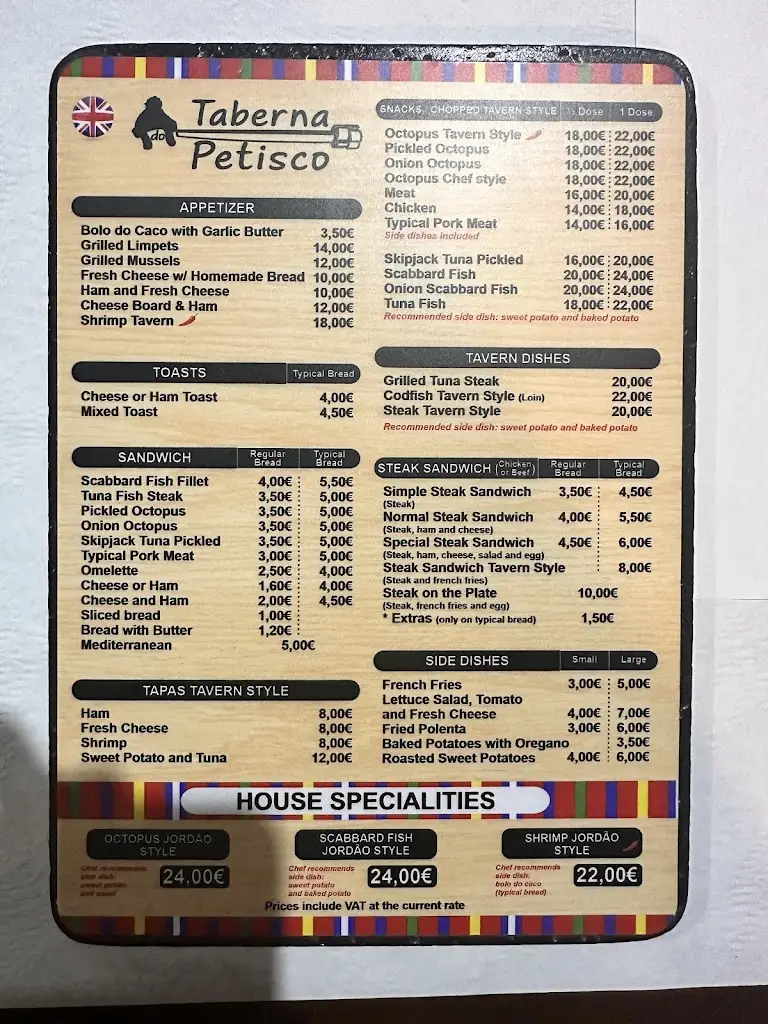 Taberna
do
Petisco
APPETIZER
Bolo do Caco with Garlic Butter 3,50€
Grilled Limpets 14,00€
Grilled Mussels 12,00€
Fresh Cheese w/ Homemade Bread 10,00€
Ham and Fresh Cheese 10,00€
Cheese Board & Ham 12,00€
Shrimp Tavern 18,00€
TOASTS Typical Bread
Cheese or Ham Toast 4,00€
Mixed Toast 4,50€
SANDWICH Regular Bread Typical Bread
Scabbard Fish Fillet 4,00€ 5,50€
Tuna Fish Steak 3,50€ 5,00€
Pickled Octopus 3,50€ 5,00€
Onion Octopus 3,50€ 5,00€
Skipjack Tuna Pickled 3,50€ 5,00€
Typical Pork Meat 3,00€ 5,00€
Omelette 2,50€ 4,00€
Cheese or Ham 1,60€ 4,00€
Cheese and Ham 2,00€ 4,50€
Sliced bread 1,00€
Bread with Butter 1,20€
Mediterranean 5,00€
TAPAS TAVERN STYLE
Ham 8,00€
Fresh Cheese 8,00€
Shrimp 8,00€
Sweet Potato and Tuna 12,00€
SNACKS, CHOPPED TAVERN STYLE ½ Dose 1 Dose
Octopus Tavern Style 18,00€ 22,00€
Pickled Octopus 18,00€ 22,00€
Onion Octopus 18,00€ 22,00€
Octopus Chef style 18,00€ 22,00€
Meat 16,00€ 20,00€
Chicken 14,00€ 18,00€
Typical Pork Meat 14,00€ 16,00€
Side dishes included
Skipjack Tuna Pickled 16,00€ 20,00€
Scabbard Fish 20,00€ 24,00€
Onion Scabbard Fish 20,00€ 24,00€
Tuna Fish 18,00€ 22,00€
Recommended side dish: sweet potato and baked potato
TAVERN DISHES
Grilled Tuna Steak 20,00€
Codfish Tavern Style (Loin) 22,00€
Steak Tavern Style 20,00€
Recommended side dish: sweet potato and baked potato
STEAK SANDWICH (Chicken or Beef) Regular Bread Typical Bread
Simple Steak Sandwich 3,50€ 4,50€
(Steak)
Normal Steak Sandwich 4,00€ 5,50€
(Steak, ham and cheese)
Special Steak Sandwich 4,50€ 6,00€
(Steak, ham, cheese, salad and egg)
Steak Sandwich Tavern Style 8,00€
(Steak and french fries)
Steak on the Plate 10,00€
(Steak, french fries and egg)
* Extras (only on typical bread) 1,50€
SIDE DISHES Small Large
French Fries 3,00€ 5,00€
Lettuce Salad, Tomato
and Fresh Cheese 4,00€ 7,00€
Fried Polenta 3,00€ 6,00€
Baked Potatoes with Oregano 3,50€
Roasted Sweet Potatoes 4,00€ 6,00€
HOUSE SPECIALITIES
OCTOPUS JORDÃO
STYLE
Chef recommends
side dish:
sweet potato
and salad
24,00€
SCABBARD FISH
JORDÃO STYLE
Chef recommends
side dish:
sweet potato
and baked potato
24,00€
SHRIMP JORDÃO
STYLE
Chef recommends
side dish:
bolo do caco
(typical bread)
22,00€
Prices include VAT at the current rate